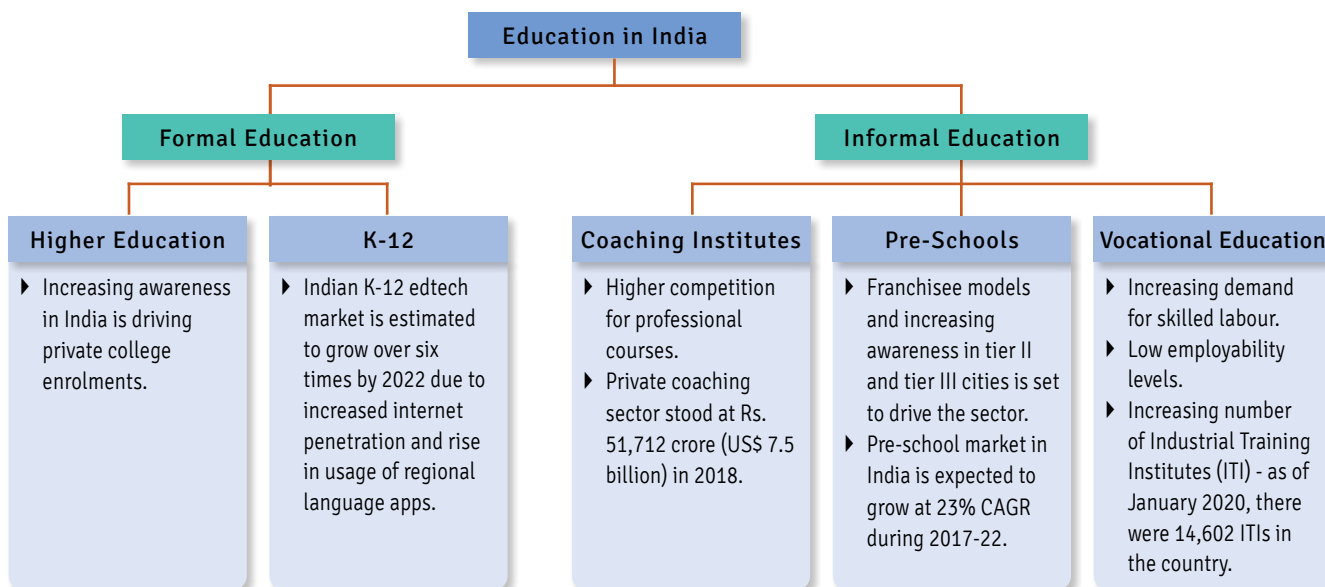 Education in India
Formal Education
Informal Education
Higher Education
▶ Increasing awareness
in India is driving
private college
enrolments.
K-12
▶ Indian K-12 edtech
market is estimated
to grow over six
times by 2022 due to
increased internet
penetration and rise
in usage of regional
language apps.
Coaching Institutes
▶ Higher competition
for professional
courses.
▶ Private coaching
sector stood at Rs.
51,712 crore (US$ 7.5
billion) in 2018.
Pre-Schools
▶ Franchisee models
and increasing
awareness in tier II
and tier III cities is set
to drive the sector.
▶ Pre-school market in
India is expected to
grow at 23% CAGR
during 2017-22.
Vocational Education
▶ Increasing demand
for skilled labour.
▶ Low employability
levels.
▶ Increasing number
of Industrial Training
Institutes (ITI) - as of
January 2020, there
were 14,602 ITIs in
the country.